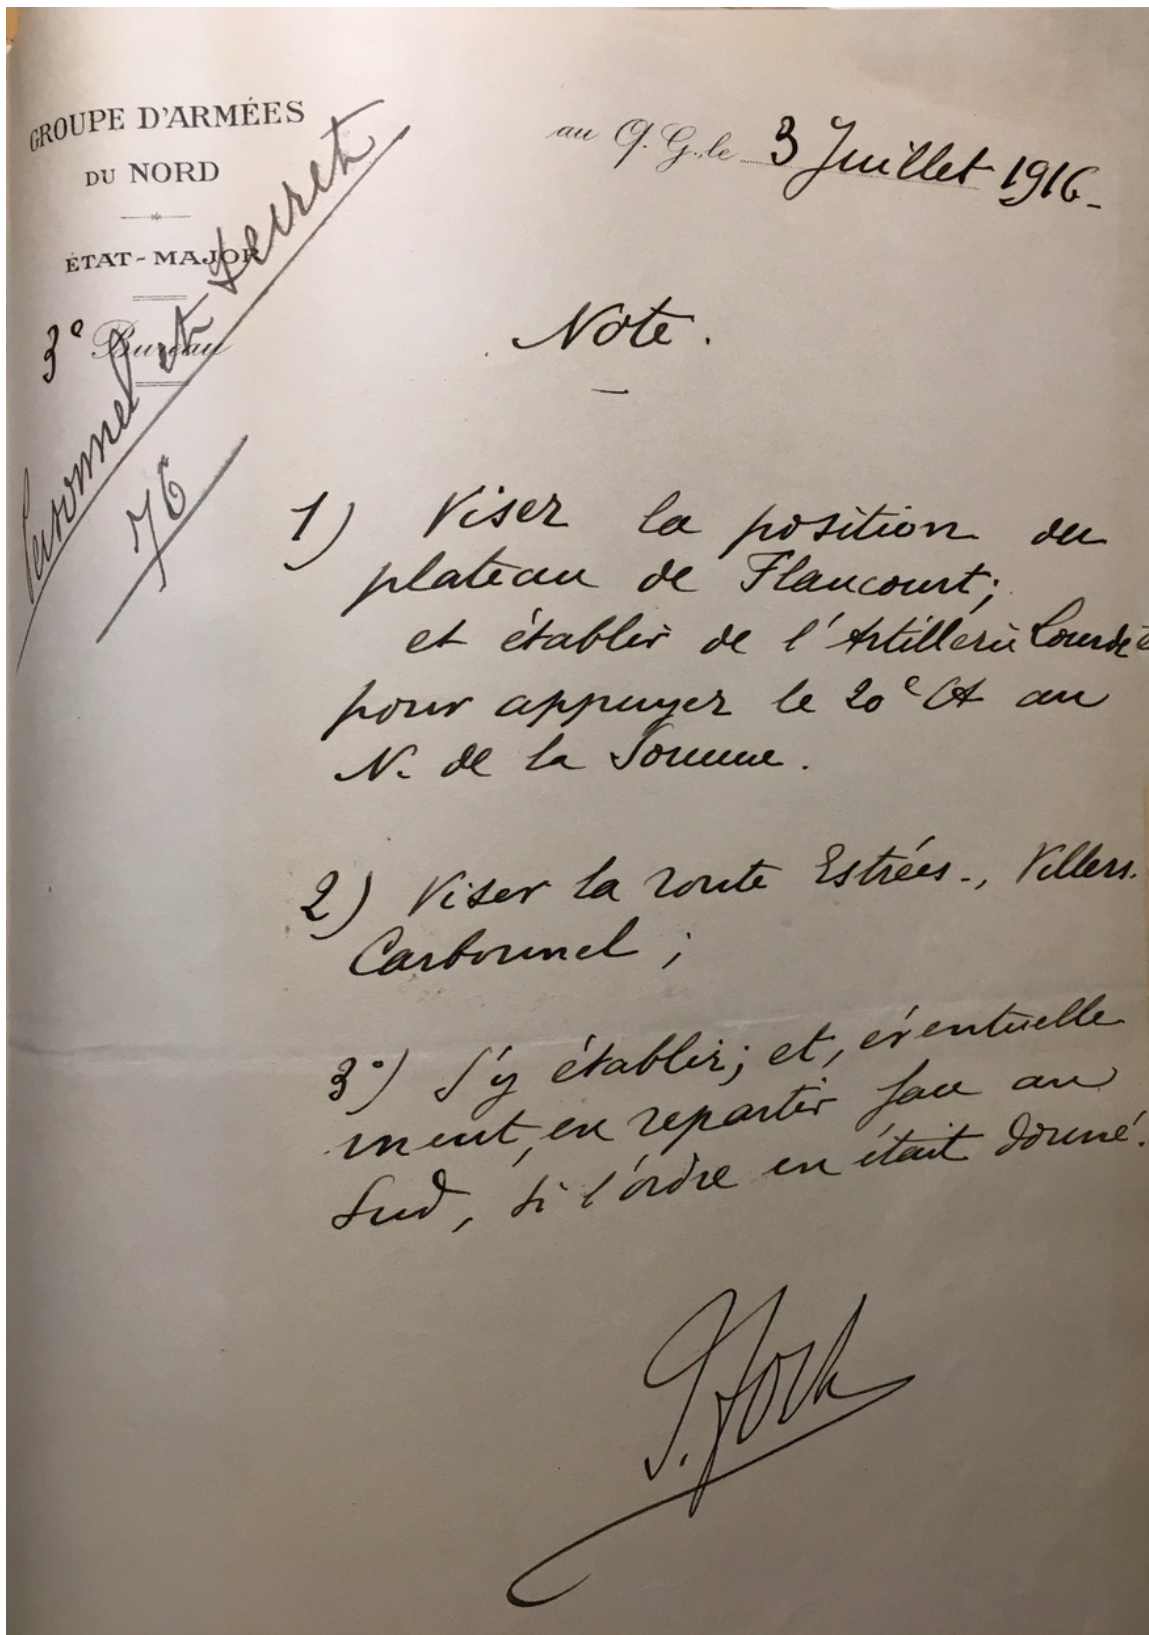 GROUPE D'ARMÉES
DU NORD
ÉTAT-MAJOR
3e Bureau
Personnel et secret
76
au Q. G., le 3 Juillet 1916.
Note.
1) Viser la position du
plateau de Flaucourt;
et établir de l'Artillerie Lourde
pour appuyer le 20e CA au
N. de la Somme.
2) Viser la route Estrées-, Villers.
Carbonnel;
3°) S'y établir; et, éventuelle
ment, en repartir face au
Sud, si l'ordre en était donné.
F. Foch